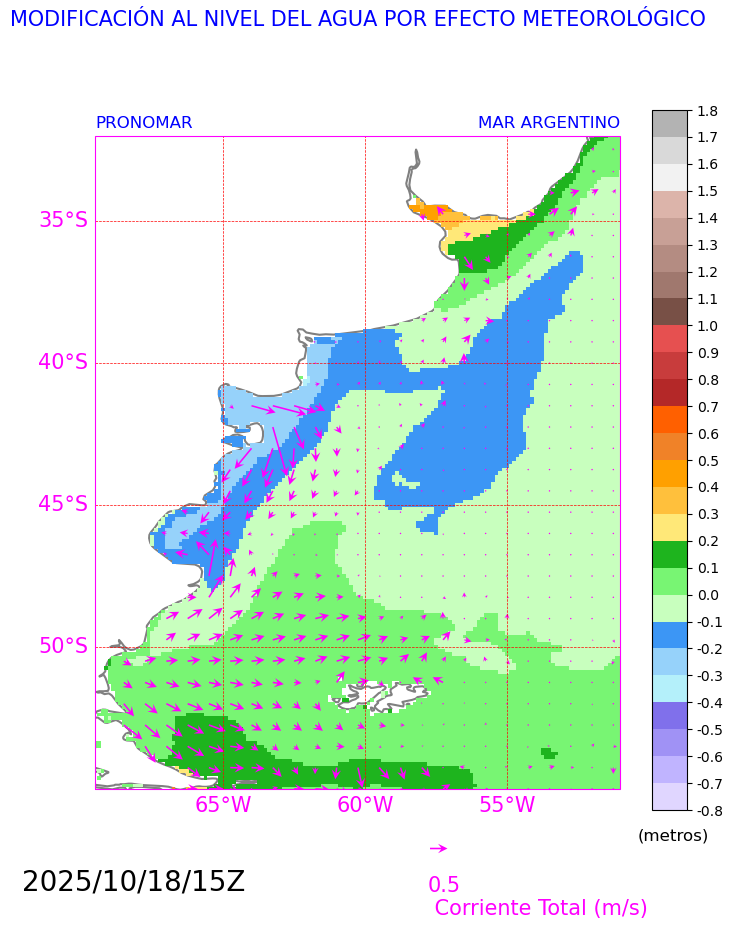 MODIFICACIÓN AL NIVEL DEL AGUA POR EFECTO METEOROLÓGICO
PRONOMAR MAR ARGENTINO
35°S
40°S
45°S
50°S
65°W 60°W 55°W
1.8
1.7
1.6
1.5
1.4
1.3
1.2
1.1
1.0
0.9
0.8
0.7
0.6
0.5
0.4
0.3
0.2
0.1
0.0
-0.1
-0.2
-0.3
-0.4
-0.5
-0.6
-0.7
-0.8
(metros)
2025/10/18/15Z
0.5
Corriente Total (m/s)